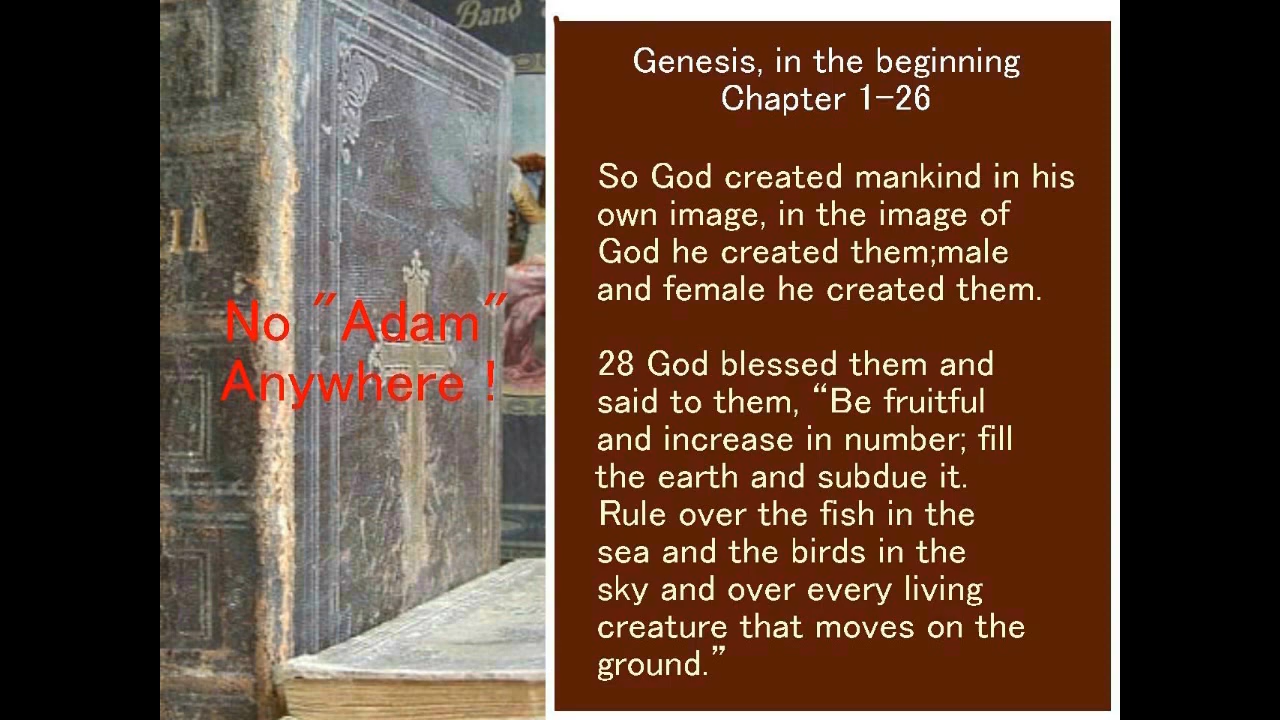 Band
IA
No "Adam"
Anywhere !
Genesis, in the beginning
Chapter 1-26
So God created mankind in his
own image, in the image of
God he created them;male
and female he created them.
28 God blessed them and
said to them, “Be fruitful
and increase in number; fill
the earth and subdue it.
Rule over the fish in the
sea and the birds in the
sky and over every living
creature that moves on the
ground.”